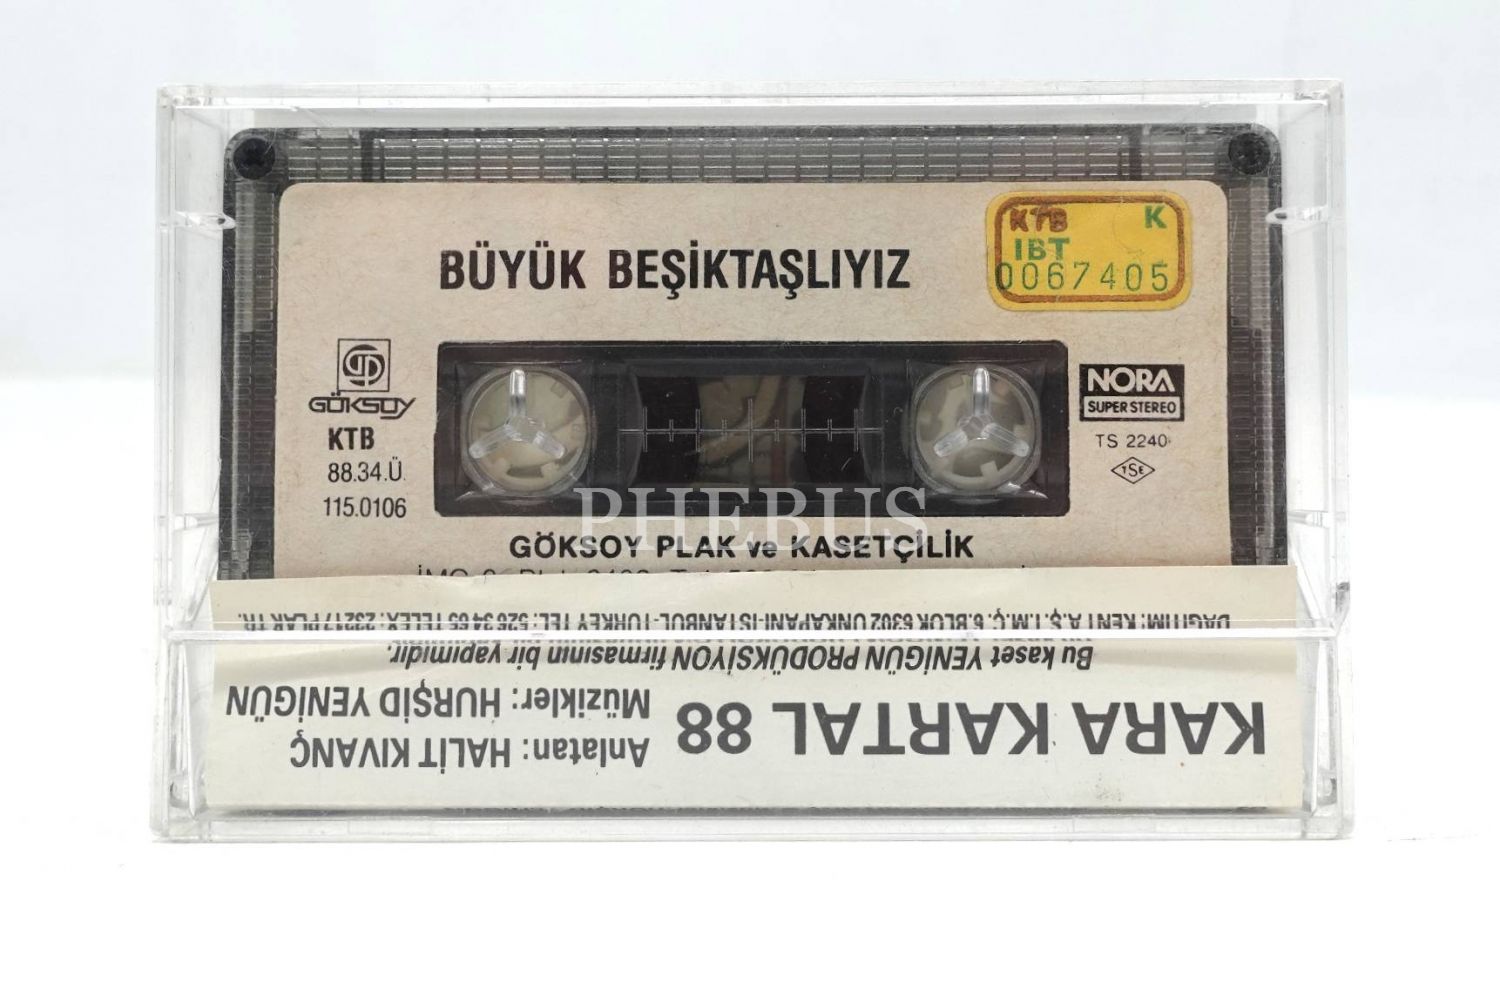 BÜYÜK BEŞİKTAŞLIYIZ
KTB K
IBT
0067405
GÖKSOY
KTB
88.34.Ü.
115.0106
NORA
SUPER STEREO
TS 2240
TSE
PHEBUS
GÖKSOY PLAK ve KASETÇİLİK
KARA KARTAL 88
Anlatan: HALİT KIVANÇ
Müzikler: HURŞİD YENİGÜN
Bu kaset YENİGÜN PRODÜKSİYON firmasının bir yapımıdır.
DAĞITIM: KENT A.Ş. İ.M.Ç. 6. BLOK 6302 UNKAPANI-İSTANBUL-TURKEY TEL: 526 34 65 TELEX: 23217 PLAK TR.